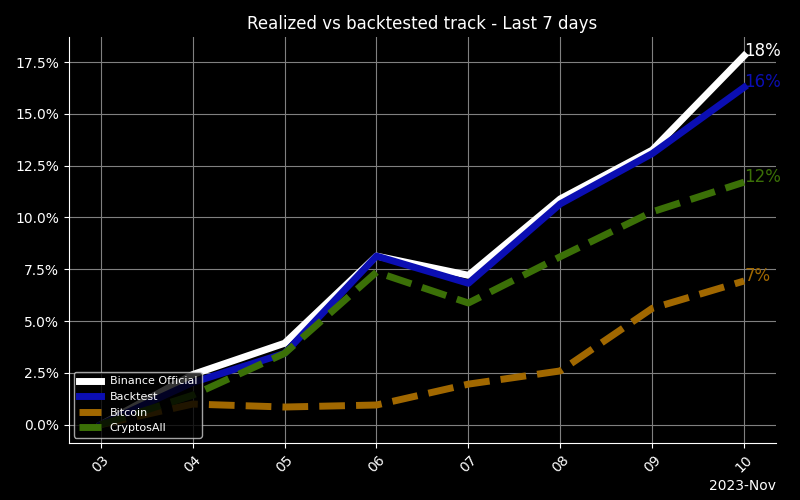 Realized vs backtested track - Last 7 days
17.5%
15.0%
12.5%
10.0%
7.5%
5.0%
2.5%
0.0%
18%
16%
12%
7%
Binance Official
Backtest
Bitcoin
CryptosAll
03 04 05 06 07 08 09 10
2023-Nov